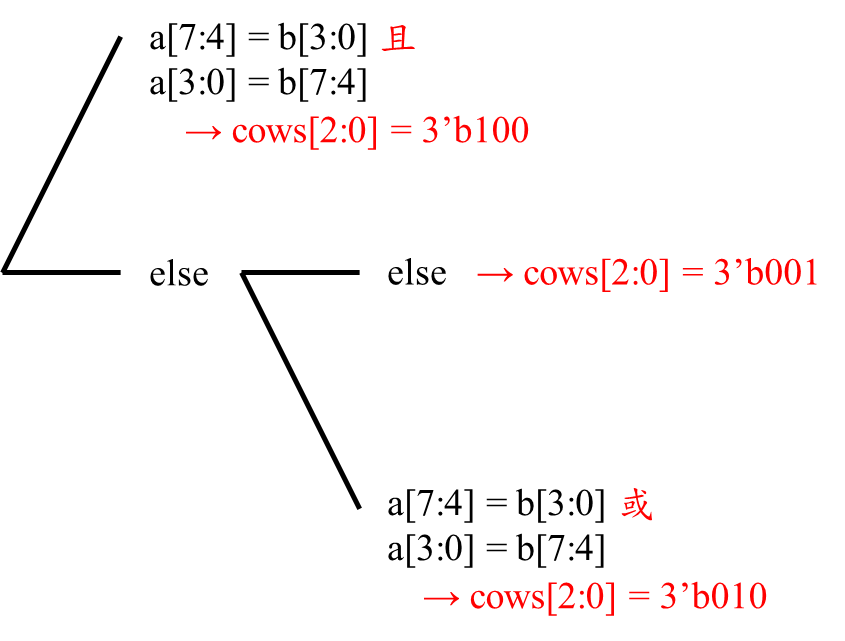 a[7:4] = b[3:0] 且
a[3:0] = b[7:4]
→ cows[2:0] = 3’b100
else
else → cows[2:0] = 3’b001
a[7:4] = b[3:0] 或
a[3:0] = b[7:4]
→ cows[2:0] = 3’b010